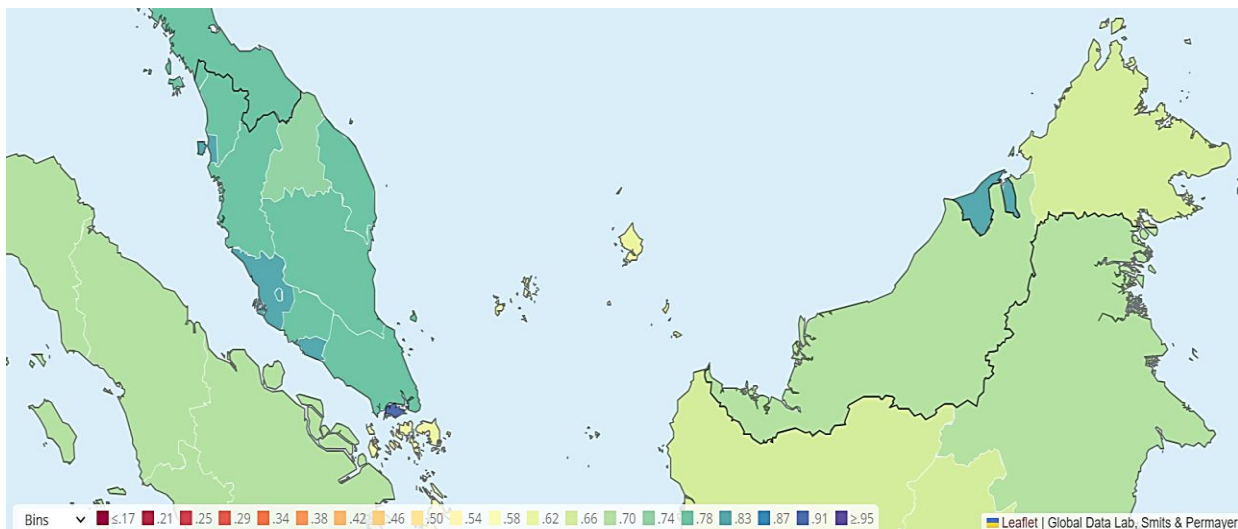 Bins ≤.17 .21 .25 .29 .34 .38 .42 .46 .50 .54 .58 .62 .66 .70 .74 .78 .83 .87 .91 ≥.95 Leaflet | Global Data Lab, Smits & Permayer